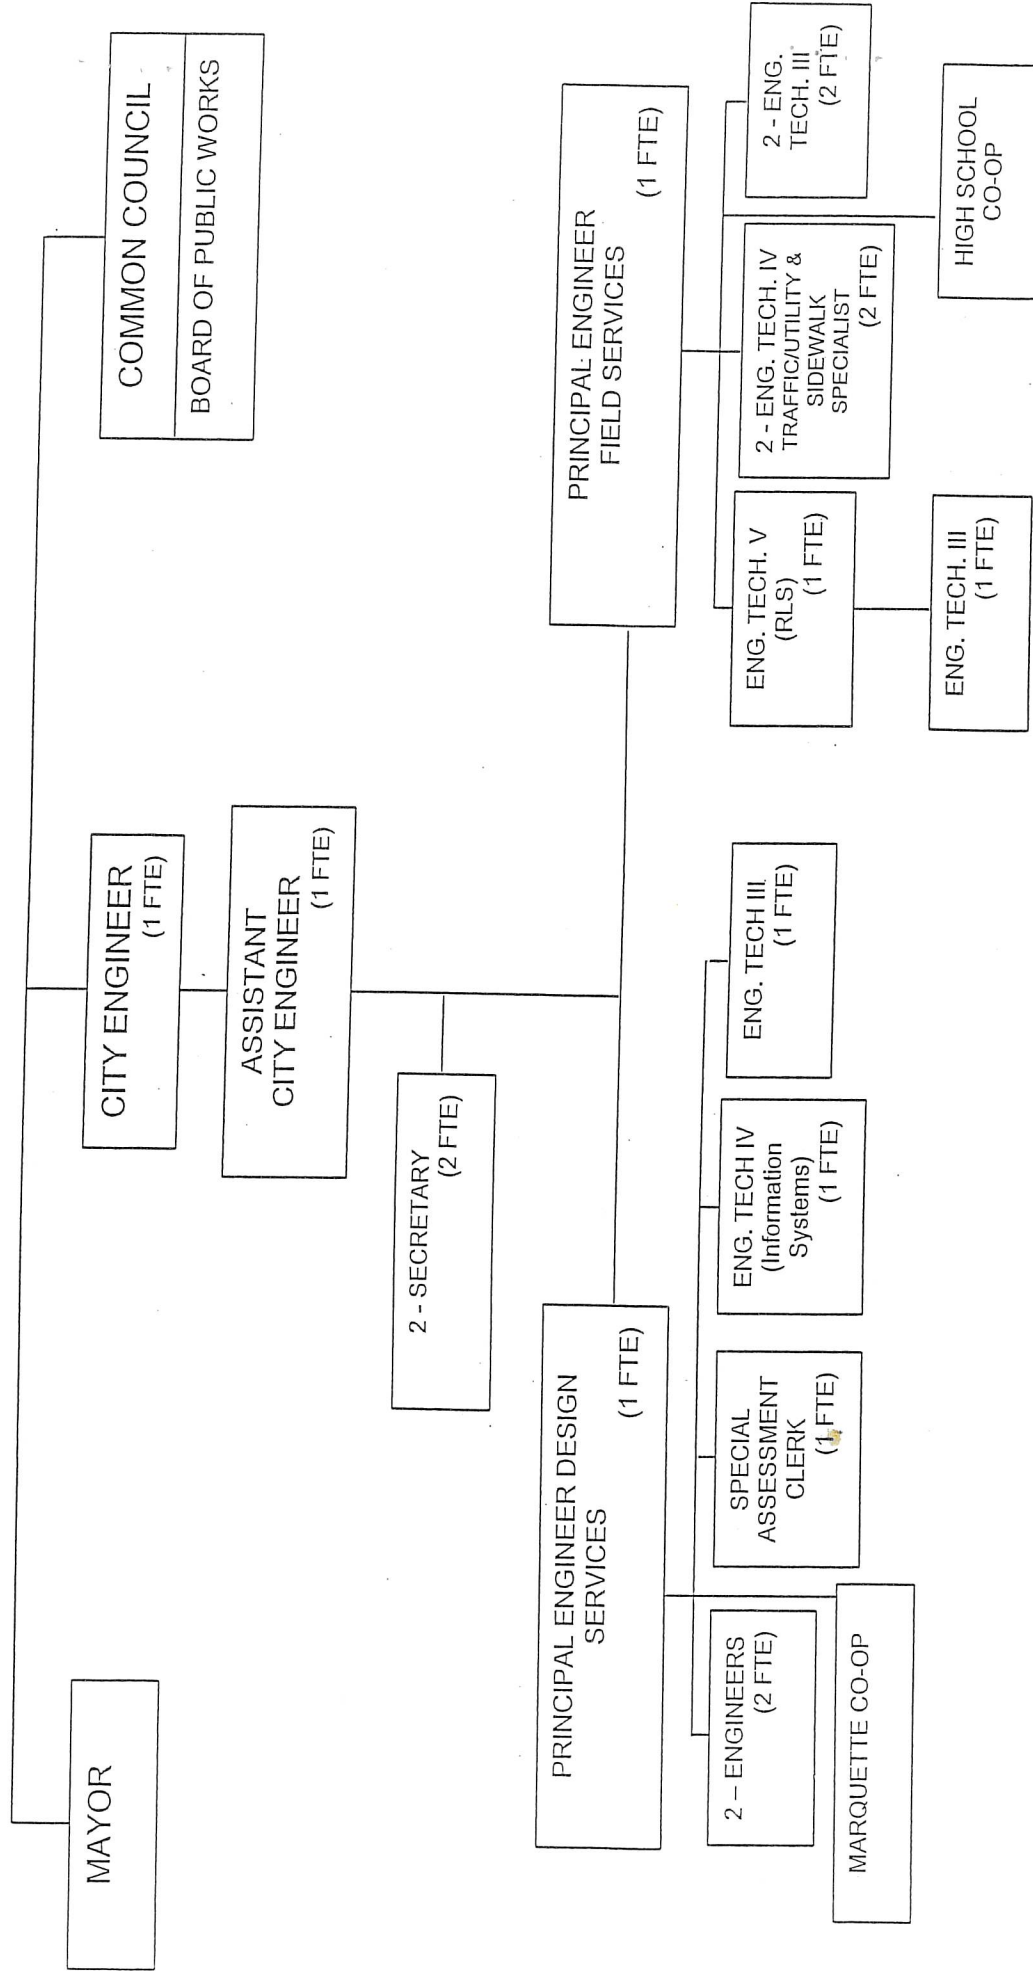 MAYOR
COMMON COUNCIL
BOARD OF PUBLIC WORKS
CITY ENGINEER
(1 FTE)
ASSISTANT
CITY ENGINEER
(1 FTE)
2 - SECRETARY
(2 FTE)
PRINCIPAL ENGINEER DESIGN
SERVICES
(1 FTE)
PRINCIPAL ENGINEER
FIELD SERVICES
(1 FTE)
2 – ENGINEERS
(2 FTE)
SPECIAL
ASSESSMENT
CLERK
(1 FTE)
ENG. TECH IV
(Information
Systems)
(1 FTE)
ENG. TECH III
(1 FTE)
ENG. TECH. V
(RLS)
(1 FTE)
2 - ENG. TECH. IV
TRAFFIC/UTILITY &
SIDEWALK
SPECIALIST
(2 FTE)
2 - ENG.
TECH. III
(2 FTE)
MARQUETTE CO-OP
ENG. TECH. III
(1 FTE)
HIGH SCHOOL
CO-OP